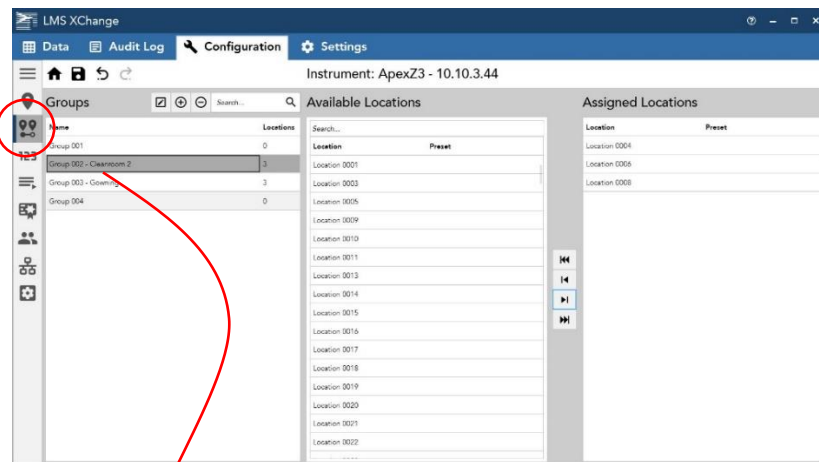 LMS XChange
Data Audit Log Configuration Settings
Instrument: ApexZ3 - 10.10.3.44
Groups Search... Available Locations Assigned Locations
Name Locations Search... Location Preset
Group 001 0 Location Preset Location 0004
Group 002 - Cleanroom 2 3 Location 0001 Location 0006
Group 003 - Gowning 3 Location 0003 Location 0008
Group 004 0 Location 0005
Location 0009
Location 0010
Location 0011
Location 0013
Location 0014
Location 0015
Location 0016
Location 0017
Location 0018
Location 0019
Location 0020
Location 0021
Location 0022